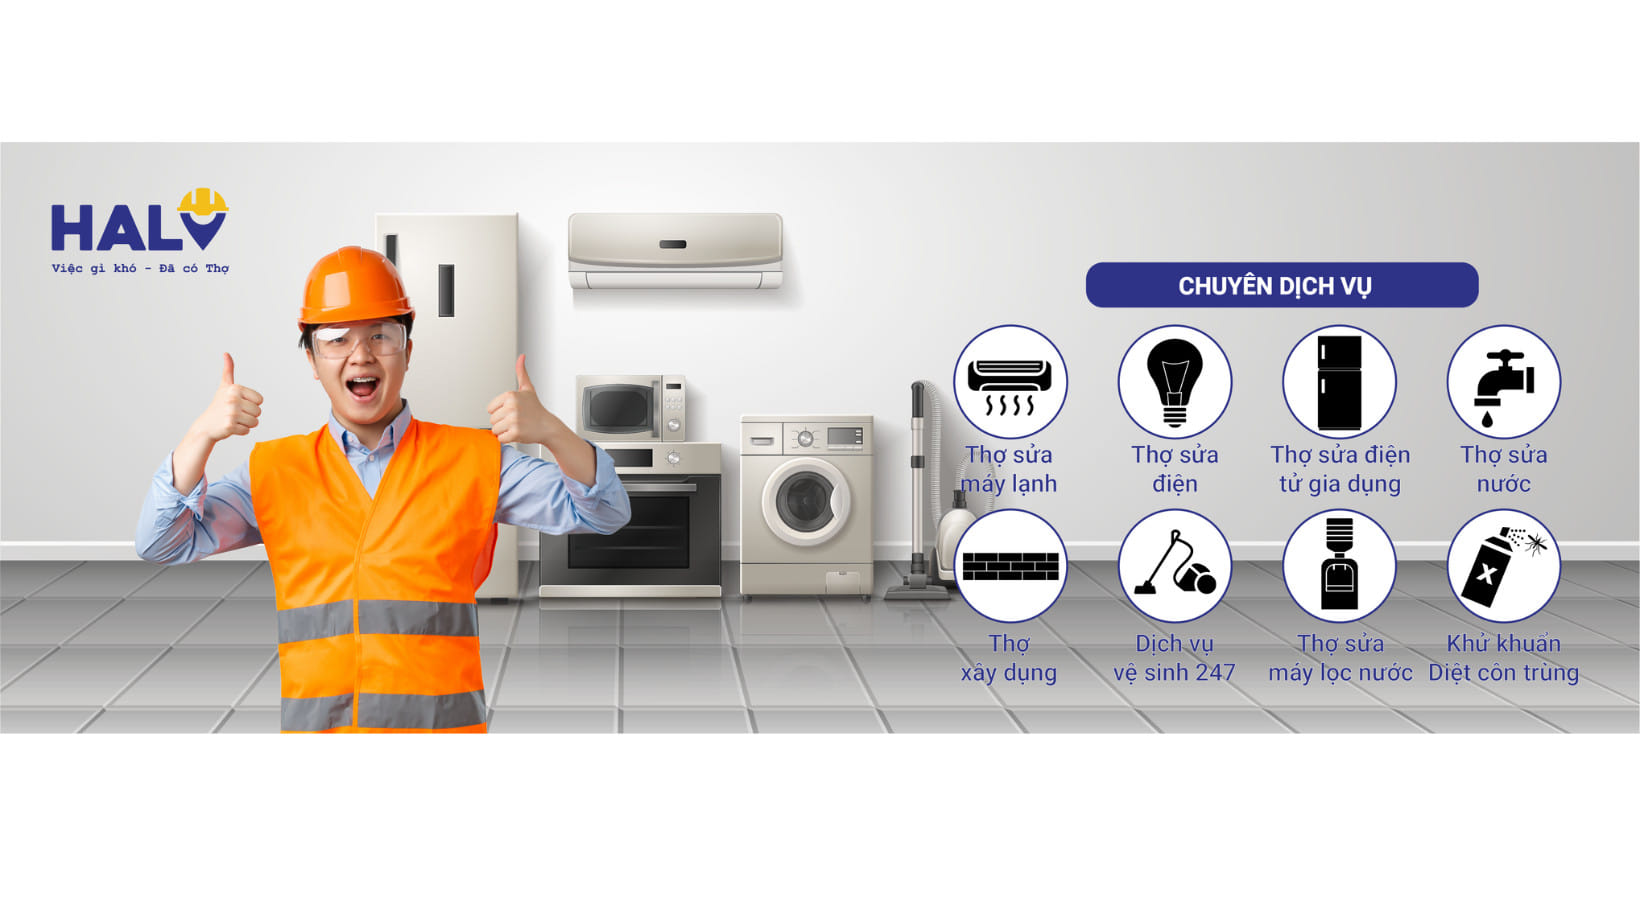 HALO
Việc gì khó - Đã có Thợ
CHUYÊN DỊCH VỤ
Thợ sửa
máy lạnh
Thợ sửa
điện
Thợ sửa điện
tử gia dụng
Thợ sửa
nước
X
Thợ
xây dựng
Dịch vụ
vệ sinh 247
Thợ sửa
máy lọc nước
Khử khuẩn
Diệt côn trùng